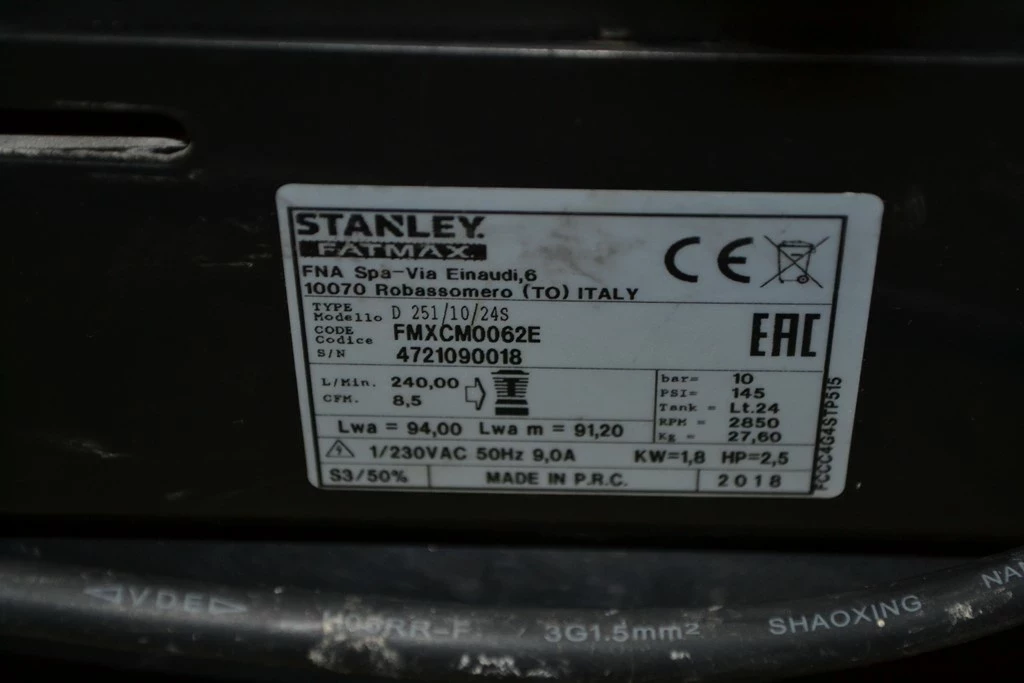 STANLEY.
FATMAX.
FNA Spa-Via Einaudi,6
10070 Robassomero (TO) ITALY
CE
TYPE
Modello D 251/10/24S
CODE
Codice FMXCM0062E
S/N 4721090018
EAC
L/Min. 240,00
CFM. 8,5
bar= 10
PSI= 145
Tank = Lt.24
RPM = 2850
Kg = 27,60
Lwa = 94,00 Lwa m = 91,20
1/230VAC 50Hz 9,0A KW=1,8 HP=2,5
S3/50% MADE IN P.R.C. 2018
FCCC4G4STP515
VDE H05RR-F 3G1.5mm² SHAOXING